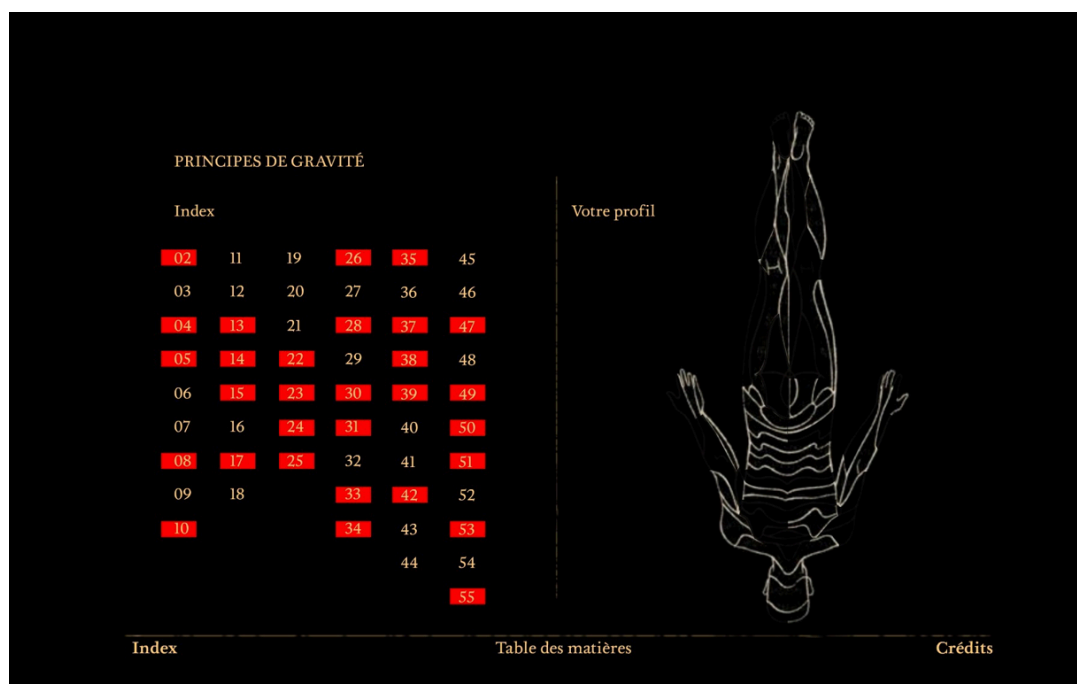 PRINCIPES DE GRAVITÉ
Index
Votre profil
02 11 19 26 35 45
03 12 20 27 36 46
04 13 21 28 37 47
05 14 22 29 38 48
06 15 23 30 39 49
07 16 24 31 40 50
08 17 25 32 41 51
09 18 33 42 52
10 34 43 53
44 54
55
Index
Table des matières
Crédits